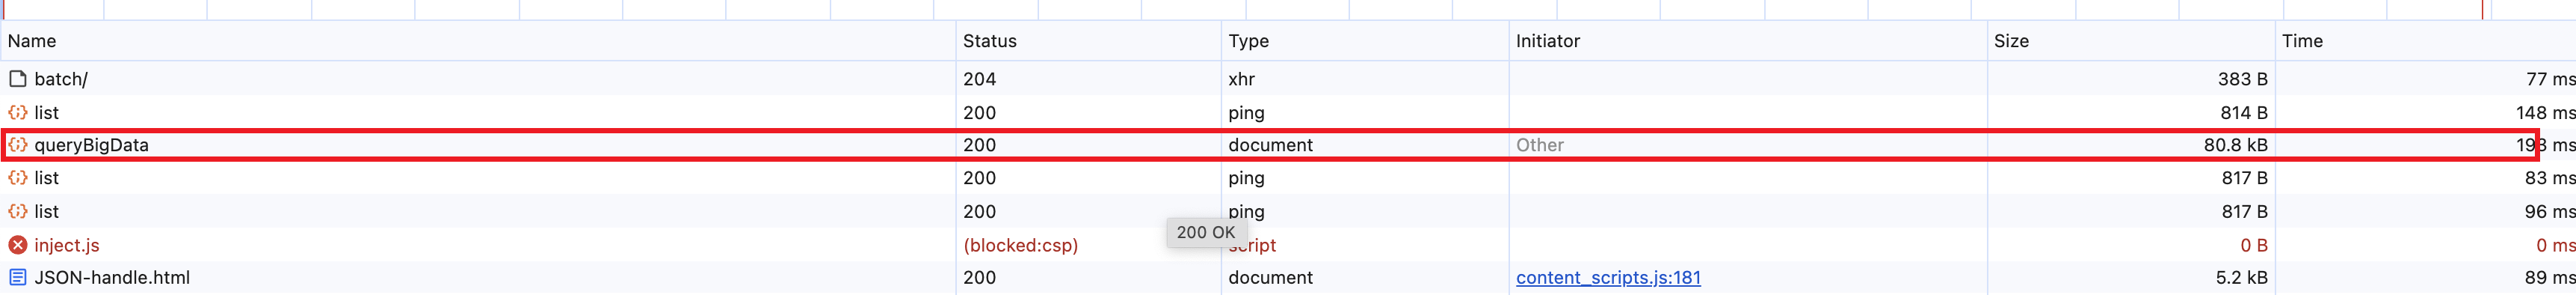 Name Status Type Initiator Size Time
batch/ 204 xhr 383 B 77 ms
list 200 ping 814 B 148 ms
queryBigData 200 document Other 80.8 kB 193 ms
list 200 ping 817 B 83 ms
list 200 ping 817 B 96 ms
200 OK
inject.js (blocked:csp) script 0 B 0 ms
JSON-handle.html 200 document content_scripts.js:181 5.2 kB 89 ms